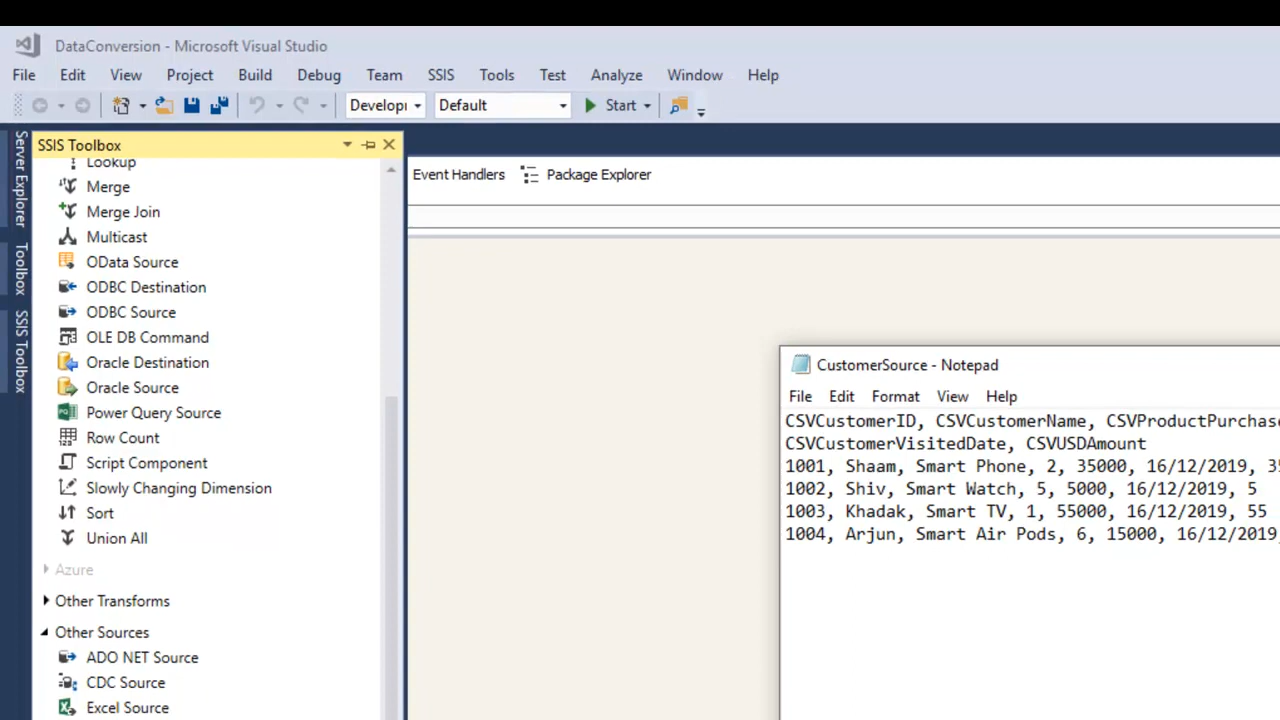 DataConversion - Microsoft Visual Studio
File Edit View Project Build Debug Team SSIS Tools Test Analyze Window Help
Default Start
SSIS Toolbox
Server Explorer
Toolbox
SSIS Toolbox
Lookup
Merge
Merge Join
Multicast
OData Source
ODBC Destination
ODBC Source
OLE DB Command
Oracle Destination
Oracle Source
Power Query Source
Row Count
Script Component
Slowly Changing Dimension
Sort
Union All
Azure
Other Transforms
Other Sources
ADO NET Source
CDC Source
Excel Source
Event Handlers Package Explorer
CustomerSource - Notepad
File Edit Format View Help
CSVCustomerID, CSVCustomerName,
CSVCustomerVisitedDate, CSVUSDAmount
1001, Shaam, Smart Phone, 2, 35000, 16/12/2019,
1002, Shiv, Smart Watch, 5, 5000, 16/12/2019, 5
1003, Khadak, Smart TV, 1, 55000, 16/12/2019, 55
1004, Arjun, Smart Air Pods, 6, 15000, 16/12/2019,